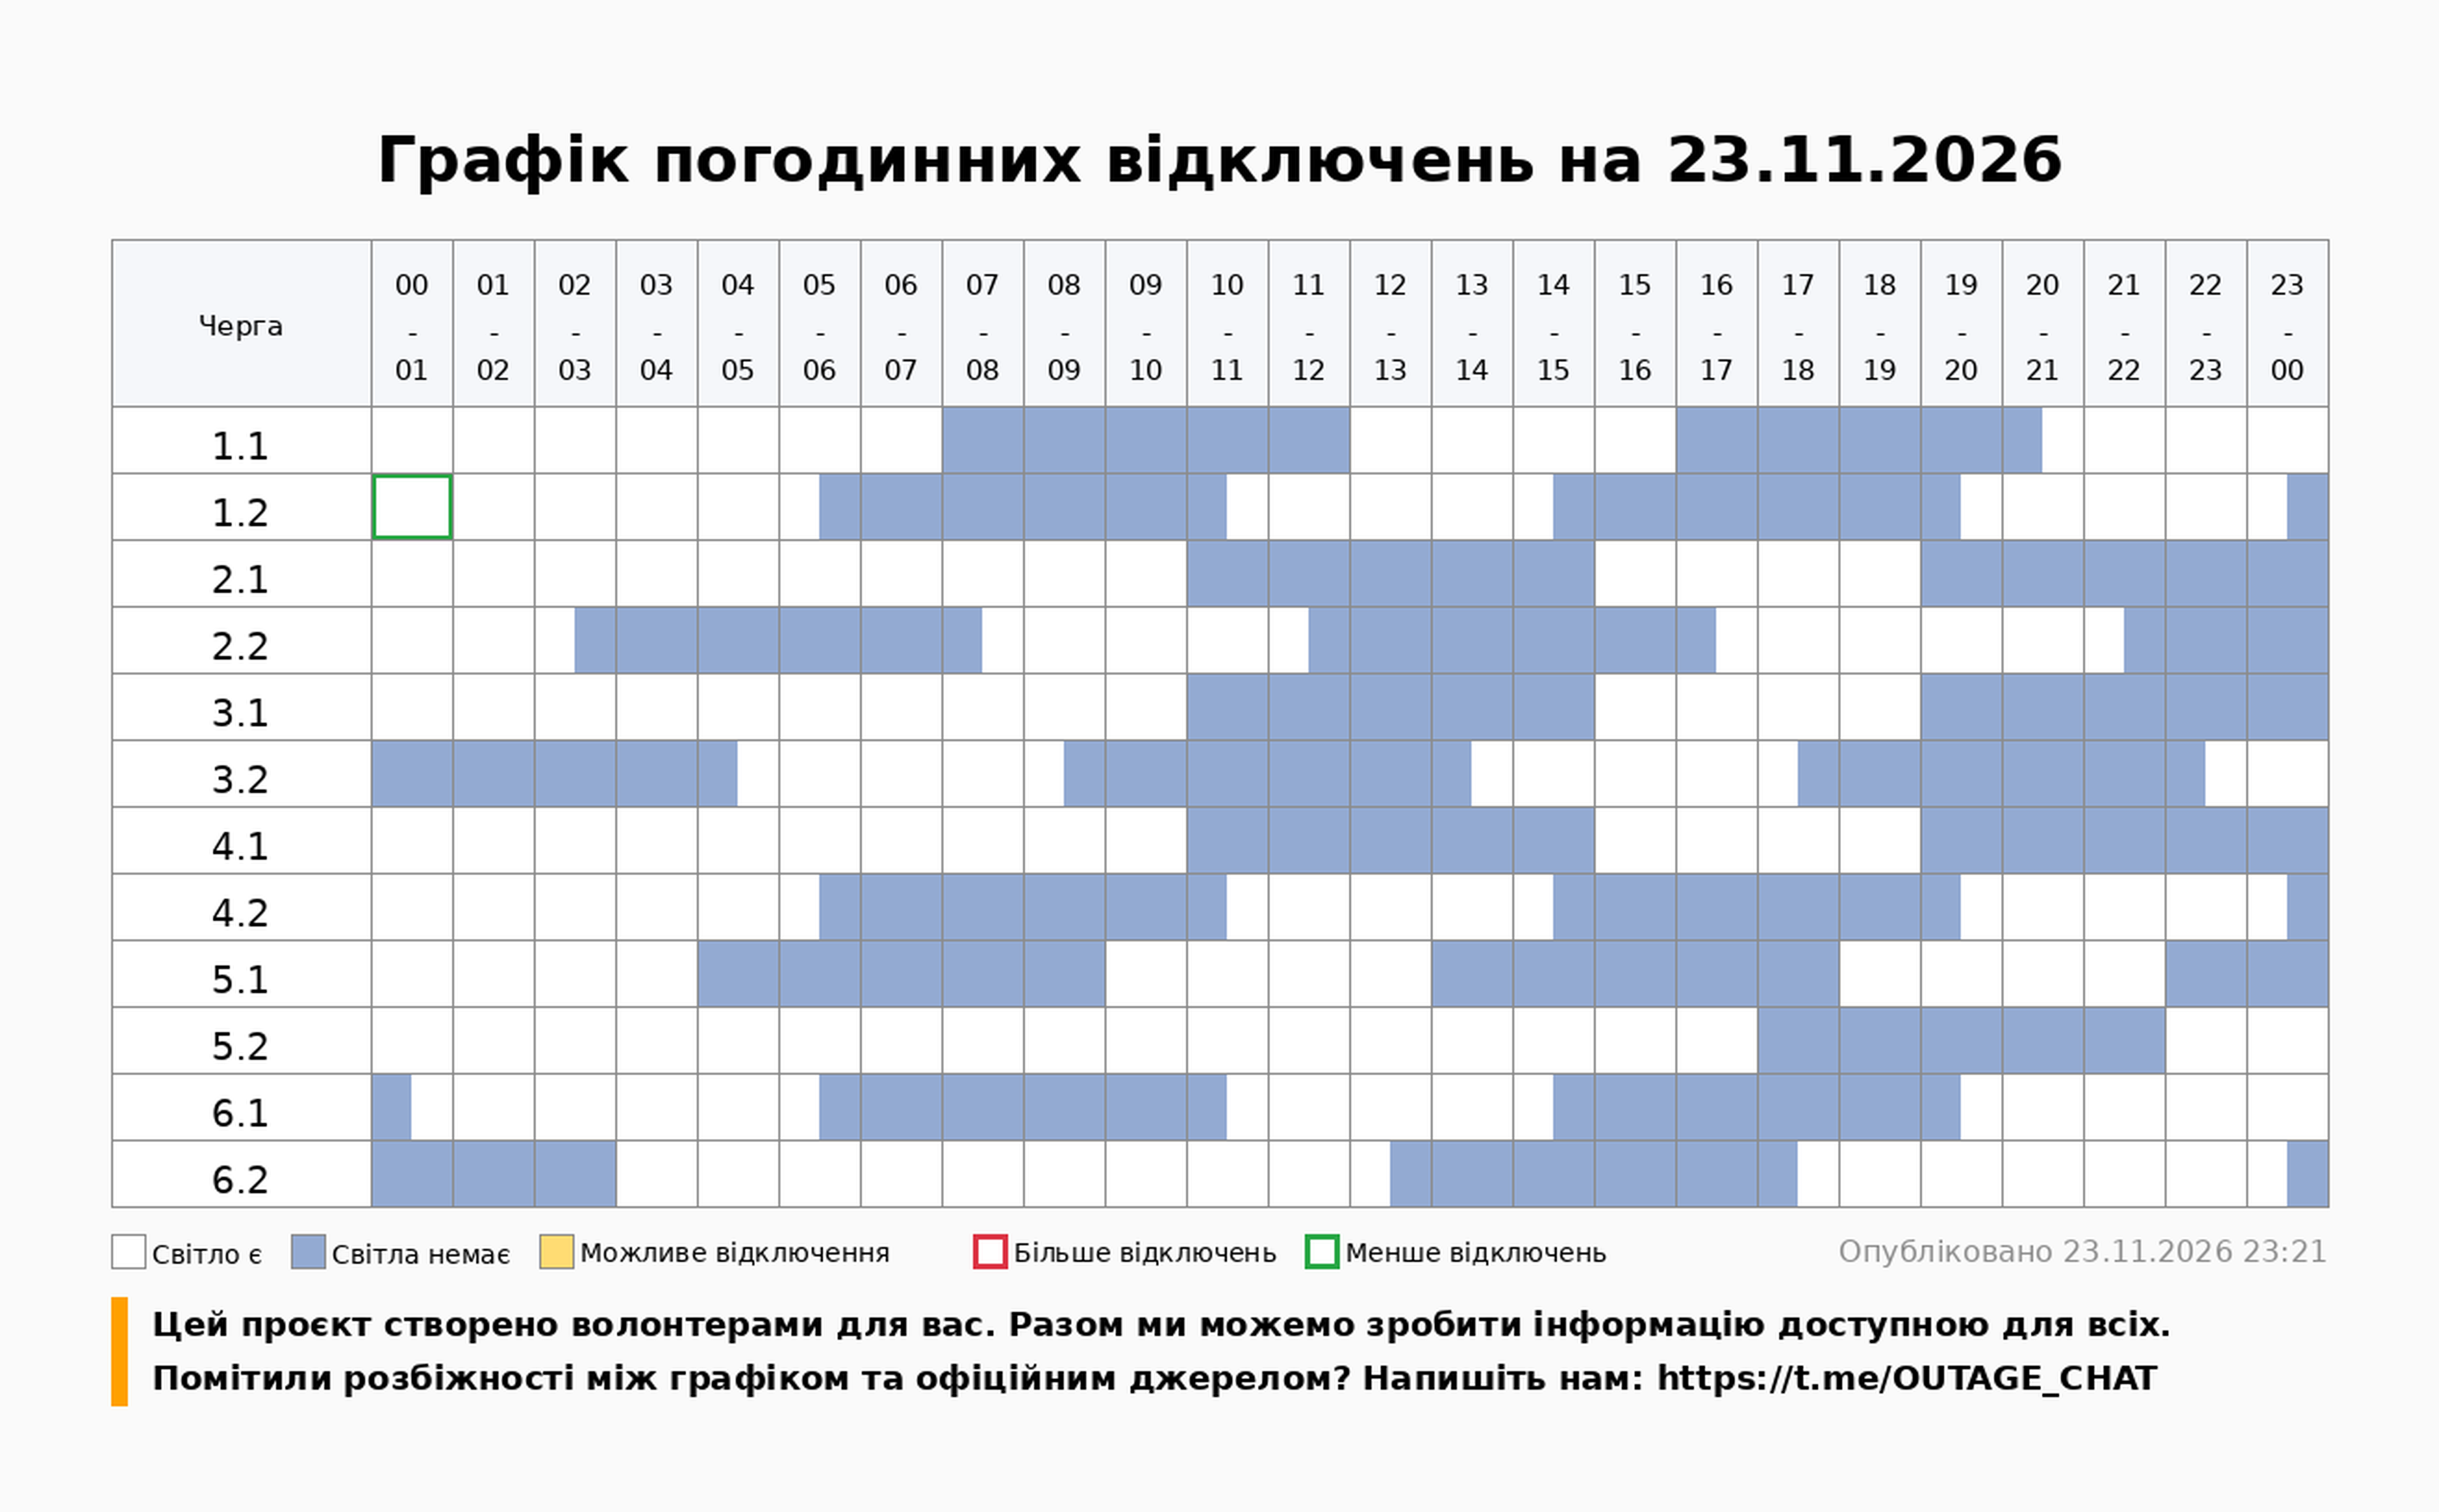 Графік погодинних відключень на 23.11.2026
Черга
00 - 01
01 - 02
02 - 03
03 - 04
04 - 05
05 - 06
06 - 07
07 - 08
08 - 09
09 - 10
10 - 11
11 - 12
12 - 13
13 - 14
14 - 15
15 - 16
16 - 17
17 - 18
18 - 19
19 - 20
20 - 21
21 - 22
22 - 23
23 - 00
1.1
1.2
2.1
2.2
3.1
3.2
4.1
4.2
5.1
5.2
6.1
6.2
Світло є
Світла немає
Можливе відключення
Більше відключень
Менше відключень
Опубліковано 23.11.2026 23:21
Цей проєкт створено волонтерами для вас. Разом ми можемо зробити інформацію доступною для всіх.
Помітили розбіжності між графіком та офіційним джерелом? Напишіть нам: https://t.me/OUTAGE_CHAT